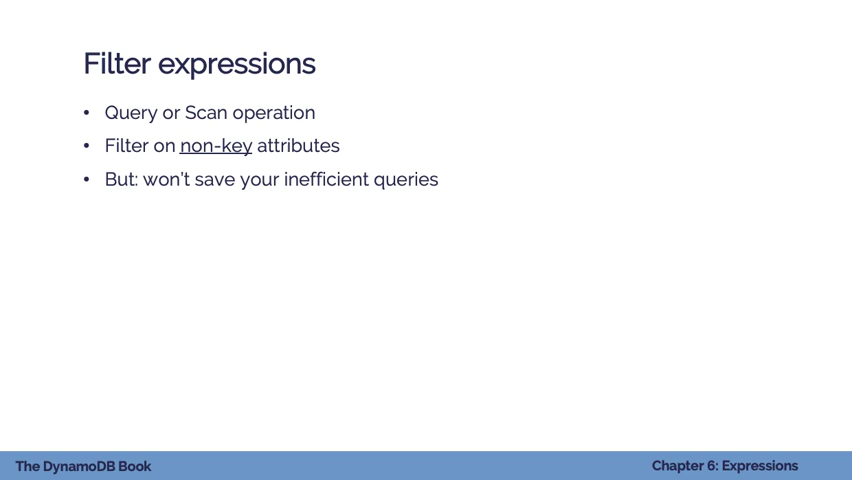 Filter expressions
• Query or Scan operation
• Filter on non-key attributes
• But: won't save your inefficient queries
The DynamoDB Book
Chapter 6: Expressions